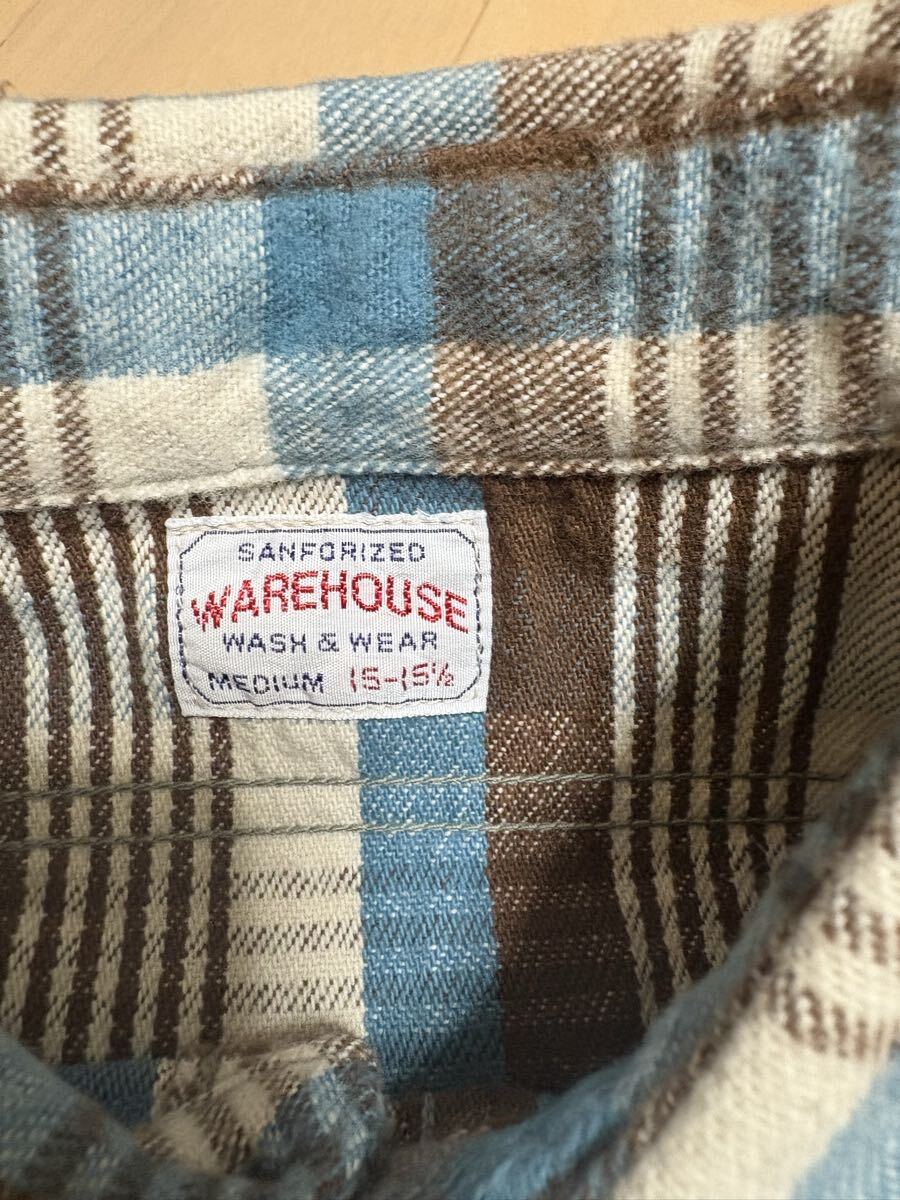 SANFORIZED
WAREHOUSE
WASH & WEAR
MEDIUM 15-15½